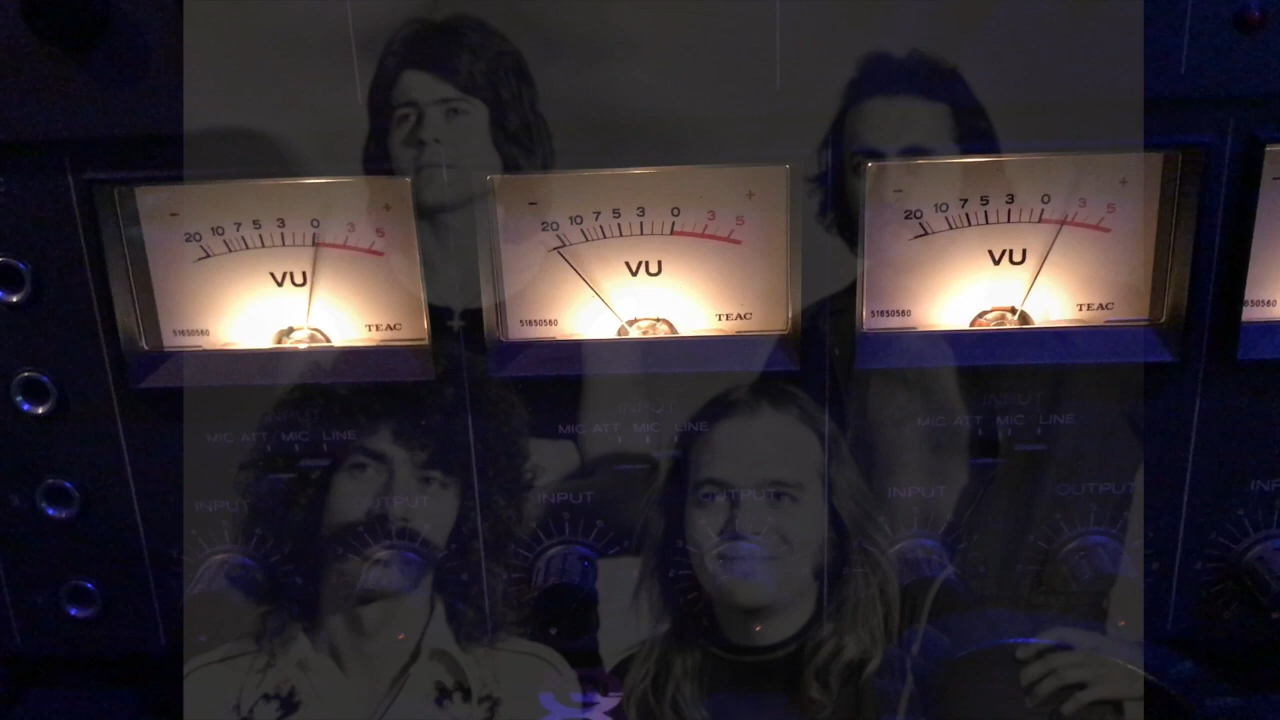 - +
20 10 7 5 3 0 3 5
VU
51650560 TEAC
- +
20 10 7 5 3 0 3 5
VU
51650560 TEAC
- +
20 10 7 5 3 0 3 5
VU
51650560 TEAC
INPUT
MIC ATT MIC LINE
INPUT
MIC ATT MIC LINE
INPUT
MIC ATT MIC LINE
INPUT OUTPUT
INPUT OUTPUT
INPUT OUTPUT